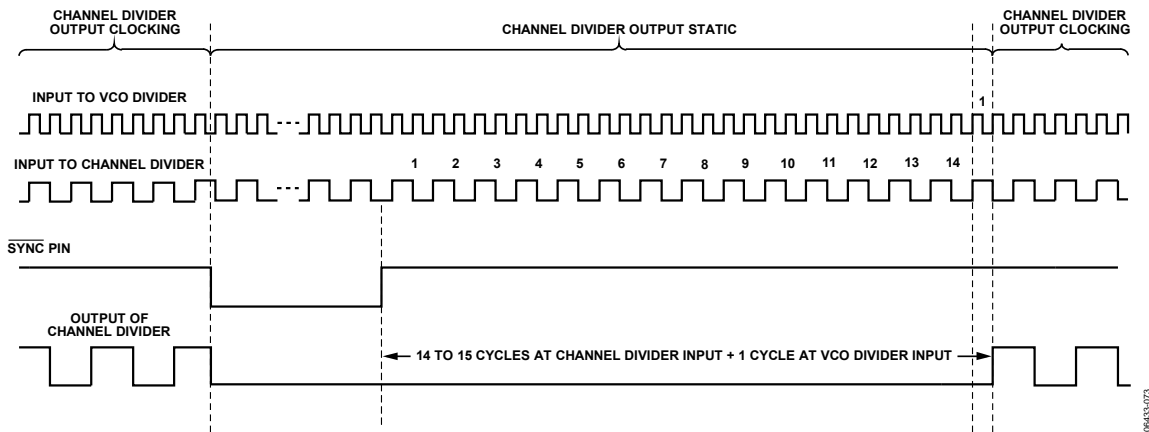 CHANNEL DIVIDER
OUTPUT CLOCKING
CHANNEL DIVIDER OUTPUT STATIC
CHANNEL DIVIDER
OUTPUT CLOCKING
INPUT TO VCO DIVIDER
1
INPUT TO CHANNEL DIVIDER
1 2 3 4 5 6 7 8 9 10 11 12 13 14
SYNC PIN
OUTPUT OF
CHANNEL DIVIDER
14 TO 15 CYCLES AT CHANNEL DIVIDER INPUT + 1 CYCLE AT VCO DIVIDER INPUT
06433-073